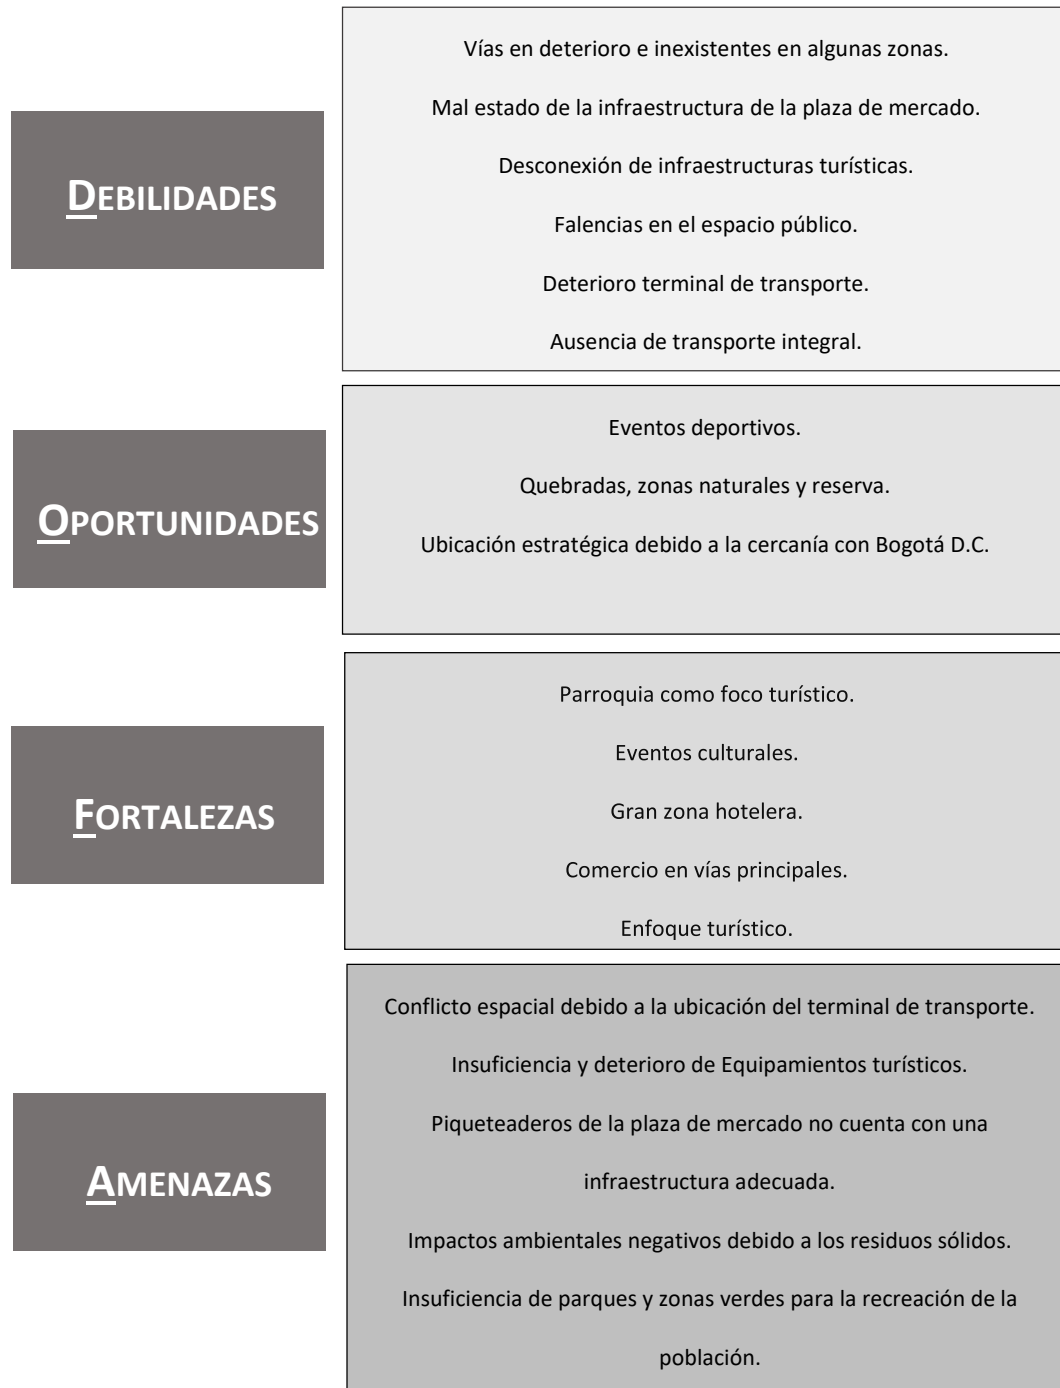 DEBILIDADES
Vías en deterioro e inexistentes en algunas zonas.
Mal estado de la infraestructura de la plaza de mercado.
Desconexión de infraestructuras turísticas.
Falencias en el espacio público.
Deterioro terminal de transporte.
Ausencia de transporte integral.
OPORTUNIDADES
Eventos deportivos.
Quebradas, zonas naturales y reserva.
Ubicación estratégica debido a la cercanía con Bogotá D.C.
FORTALEZAS
Parroquia como foco turístico.
Eventos culturales.
Gran zona hotelera.
Comercio en vías principales.
Enfoque turístico.
AMENAZAS
Conflicto espacial debido a la ubicación del terminal de transporte.
Insuficiencia y deterioro de Equipamientos turísticos.
Piqueteaderos de la plaza de mercado no cuenta con una
infraestructura adecuada.
Impactos ambientales negativos debido a los residuos sólidos.
Insuficiencia de parques y zonas verdes para la recreación de la
población.